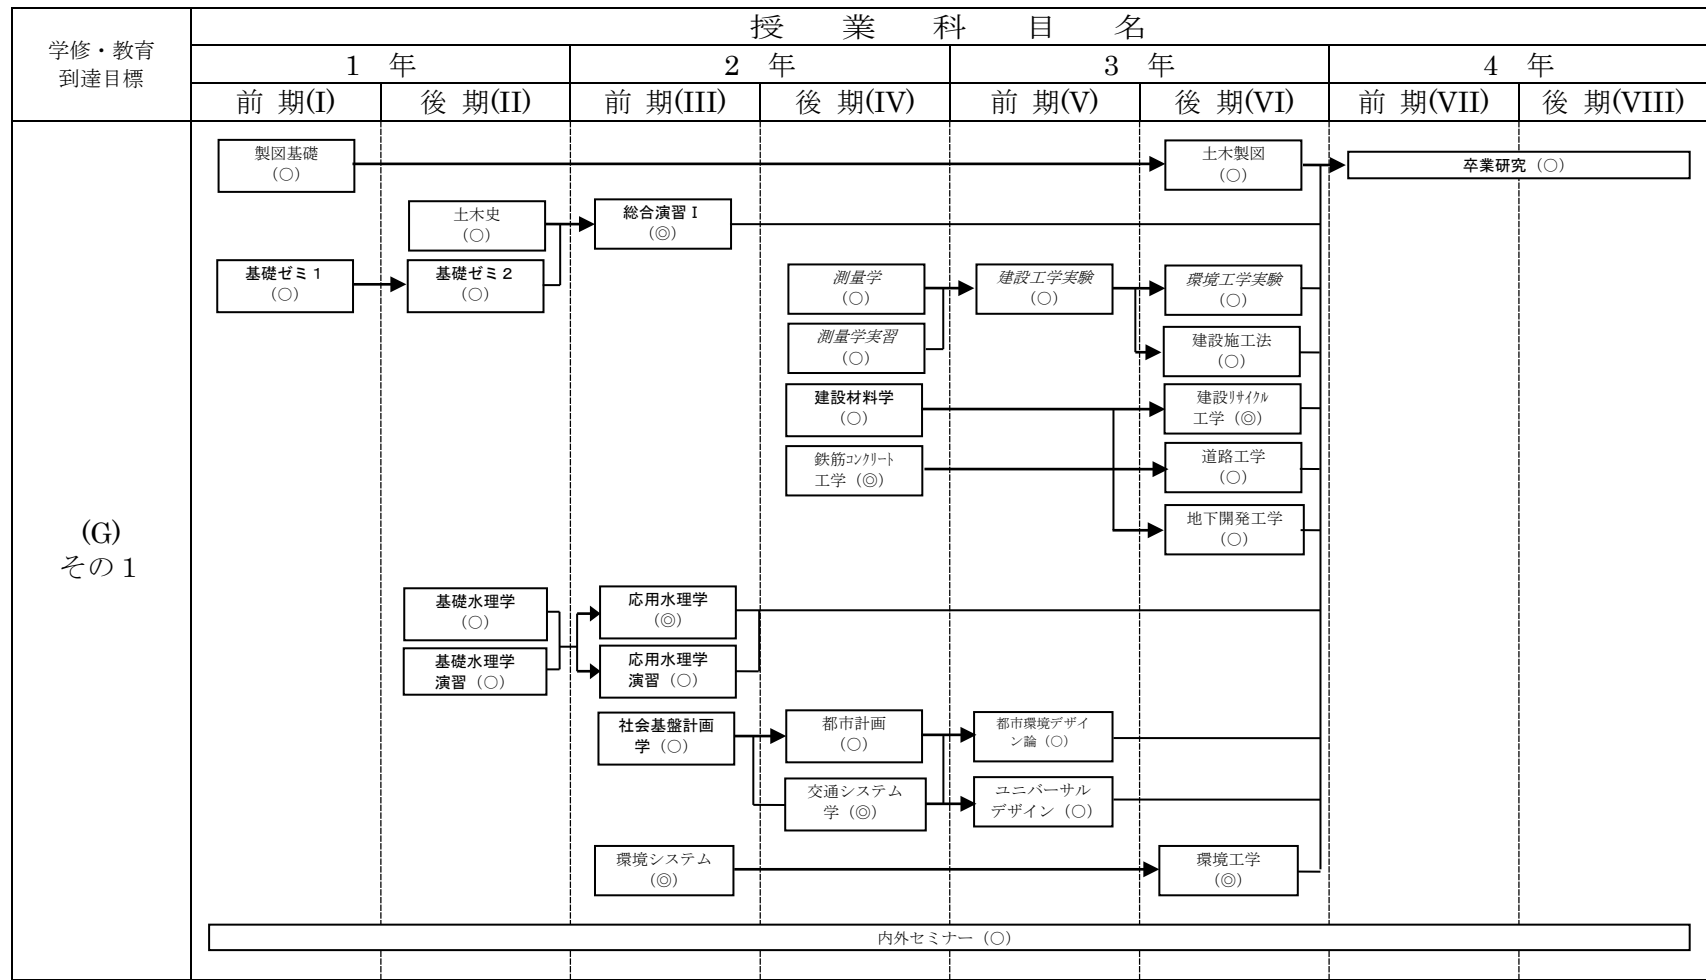 学修・教育
到達目標
授業科目名
1 年
2 年
3 年
4 年
前 期(I)
後 期(II)
前 期(III)
後 期(IV)
前 期(V)
後 期(VI)
前 期(VII)
後 期(VIII)
(G)
その1
製図基礎
(○)
土木製図
(○)
卒業研究 (○)
土木史
(○)
総合演習Ⅰ
(◎)
基礎ゼミ1
(○)
基礎ゼミ2
(○)
測量学
(○)
建設工学実験
(○)
環境工学実験
(○)
測量学実習
(○)
建設施工法
(○)
建設材料学
(○)
建設ﾘｻｲｸﾙ
工学 (◎)
鉄筋ｺﾝｸﾘｰﾄ
工学 (◎)
道路工学
(○)
地下開発工学
(○)
基礎水理学
(○)
応用水理学
(◎)
基礎水理学
演習 (○)
応用水理学
演習 (○)
社会基盤計画
学 (○)
都市計画
(○)
都市環境デザイ
ン論 (○)
交通システム
学 (◎)
ユニバーサル
デザイン (○)
環境システム
(◎)
環境工学
(◎)
内外セミナー (○)